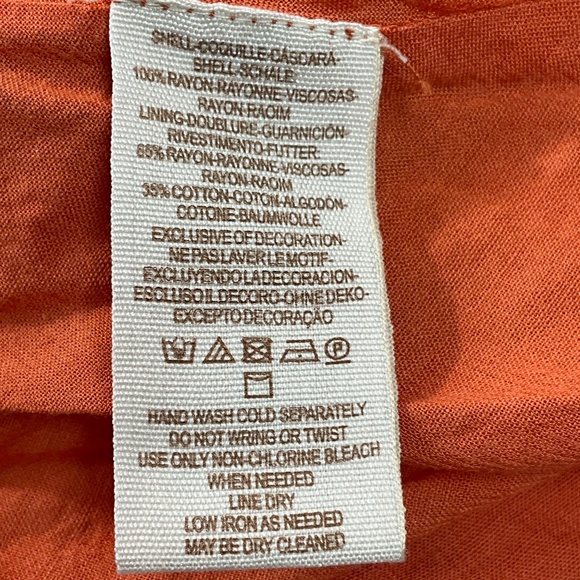 SHELL-COQUILLE-CÁSCARA-
SHELL-SCHALE:
100% RAYON-RAYONNE-VISCOSAS-
RAYON-RAOIM
LINING-DOUBLURE-GUARNICIÓN-
RIVESTIMENTO-FUTTER
65% RAYON-RAYONNE-VISCOSAS-
RAYON-RAOIM
35% COTTON-COTON-ALGODÓN-
COTONE-BAUMWOLLE
EXCLUSIVE OF DECORATION-
NE PAS LAVER LE MOTIF-
EXCLUYENDO LA DECORACION-
ESCLUSO IL DECORO-OHNE DEKO-
EXCEPTO DECORAÇÃO
P
HAND WASH COLD SEPARATELY
DO NOT WRING OR TWIST
USE ONLY NON-CHLORINE BLEACH
WHEN NEEDED
LINE DRY
LOW IRON AS NEEDED
MAY BE DRY CLEANED